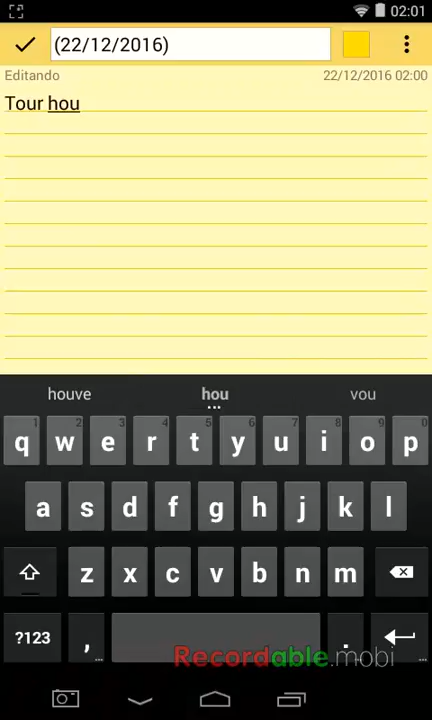 02:01
(22/12/2016)
Editando 22/12/2016 02:00
Tour hou
houve hou vou
1 2 3 4 5 6 7 8 9 0
q w e r t y u i o p
a s d f g h j k l
z x c v b n m
?123 , . ...
Recordable.mobi